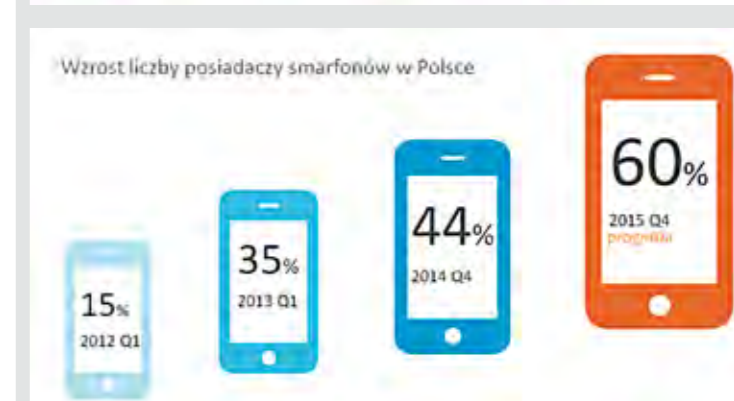 Wzrost liczby posiadaczy smarfonów w Polsce
60%
2015 Q4
prognoza
44%
2014 Q4
35%
2013 Q1
15%
2012 Q1